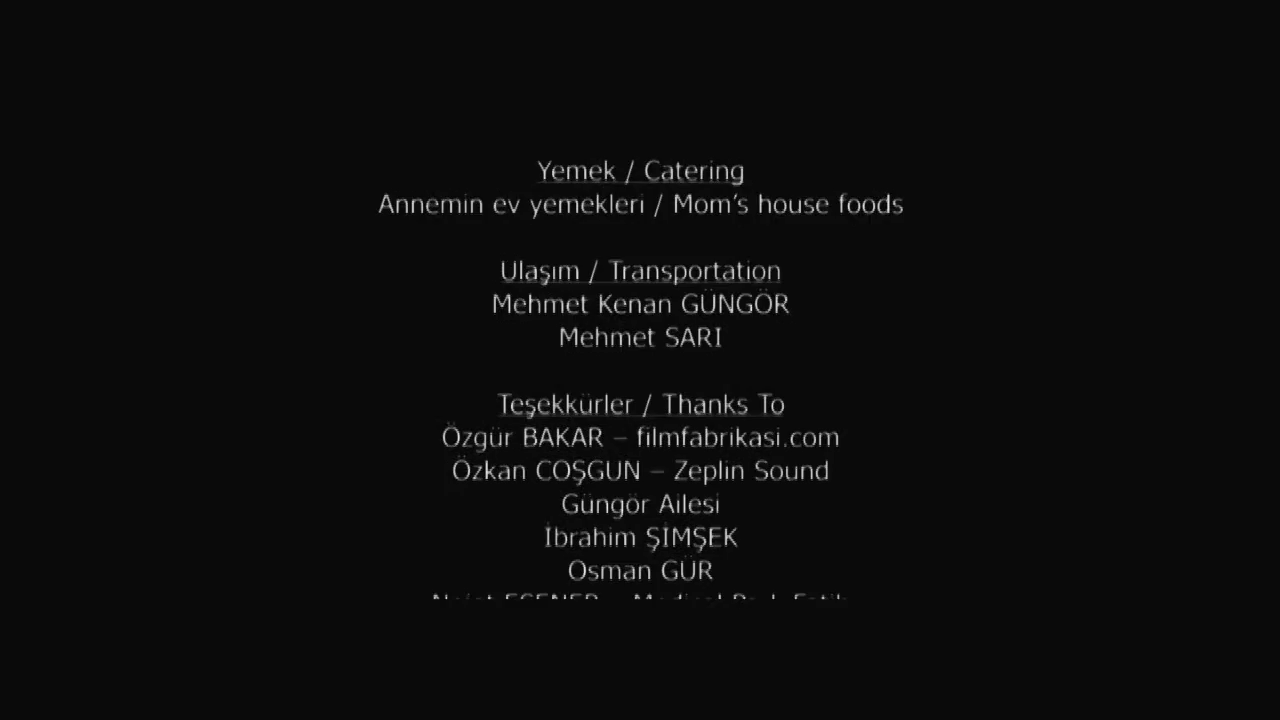 Yemek / Catering
Annemin ev yemekleri / Mom's house foods
Ulaşım / Transportation
Mehmet Kenan GÜNGÖR
Mehmet SARI
Teşekkürler / Thanks To
Özgür BAKAR – filmfabrikasi.com
Özkan COŞGUN – Zeplin Sound
Güngör Ailesi
İbrahim ŞİMŞEK
Osman GÜR